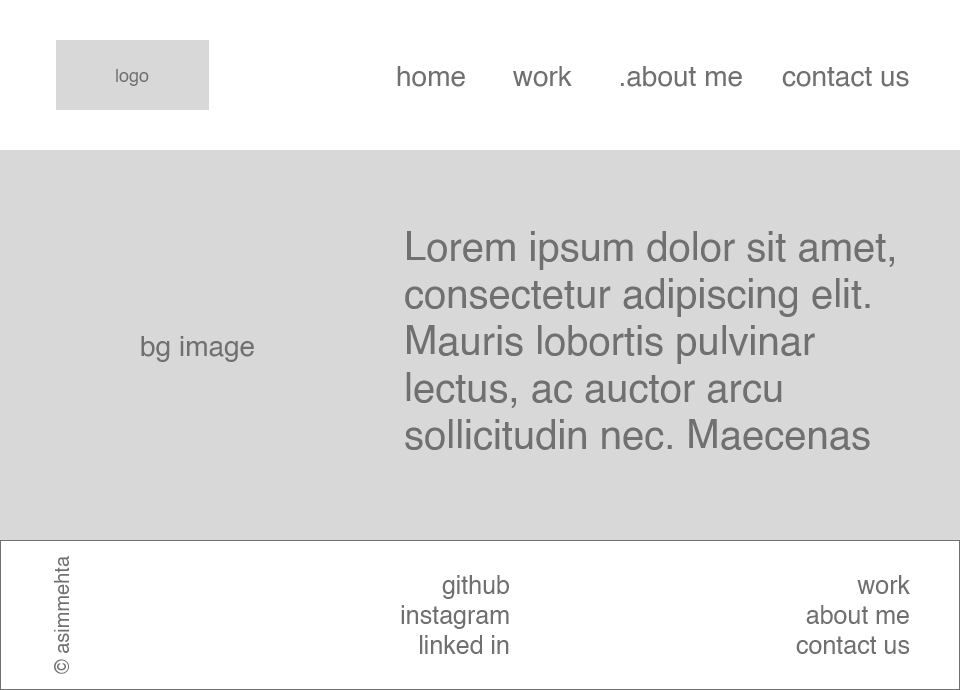 logo
home work .about me contact us
bg image
Lorem ipsum dolor sit amet,
consectetur adipiscing elit.
Mauris lobortis pulvinar
lectus, ac auctor arcu
sollicitudin nec. Maecenas
© asimmehta
github
instagram
linked in
work
about me
contact us